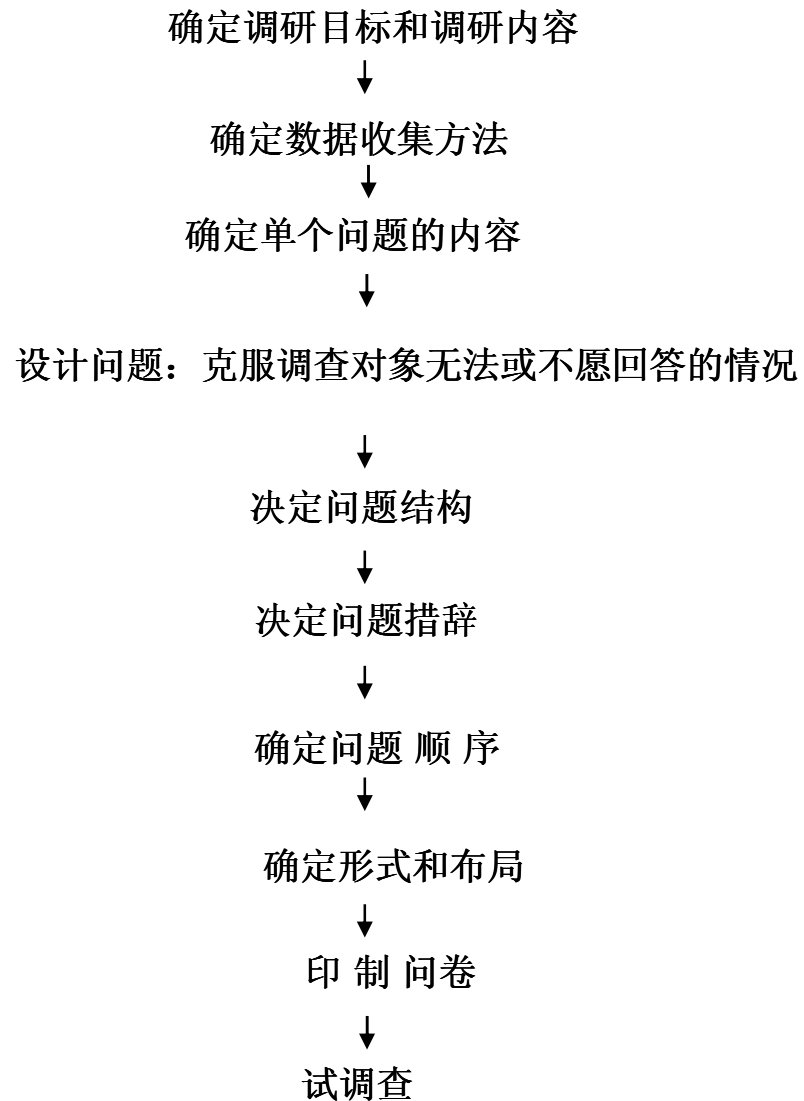 确定调研目标和调研内容
确定数据收集方法
确定单个问题的内容
设计问题：克服调查对象无法或不愿回答的情况
决定问题结构
决定问题措辞
确定问题 顺 序
确定形式和布局
印 制 问卷
试调查